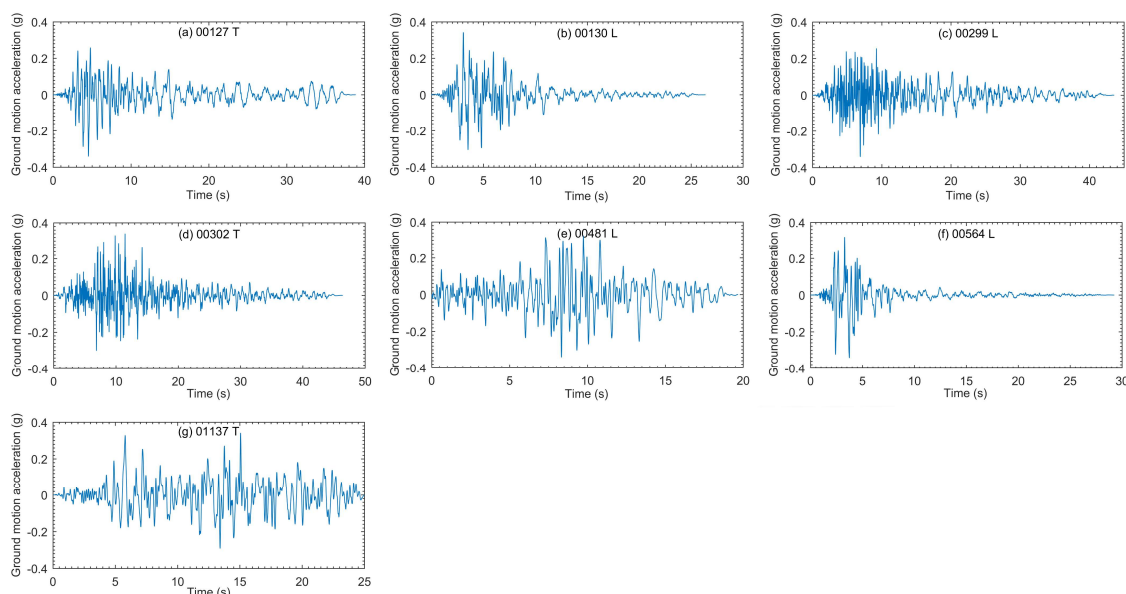 Ground motion acceleration (g)
0.4
0.2
0
-0.2
-0.4
(a) 00127 T
0 10 20 30 40
Time (s)
Ground motion acceleration (g)
0.4
0.2
0
-0.2
-0.4
(b) 00130 L
0 5 10 15 20 25 30
Time (s)
Ground motion acceleration (g)
0.4
0.2
0
-0.2
-0.4
(c) 00299 L
0 10 20 30 40
Time (s)
Ground motion acceleration (g)
0.4
0.2
0
-0.2
-0.4
(d) 00302 T
0 10 20 30 40 50
Time (s)
Ground motion acceleration (g)
0.4
0.2
0
-0.2
-0.4
(e) 00481 L
0 5 10 15 20
Time (s)
Ground motion acceleration (g)
0.4
0.2
0
-0.2
-0.4
(f) 00564 L
0 5 10 15 20 25 30
Time (s)
Ground motion acceleration (g)
0.4
0.2
0
-0.2
-0.4
(g) 01137 T
0 5 10 15 20 25
Time (s)